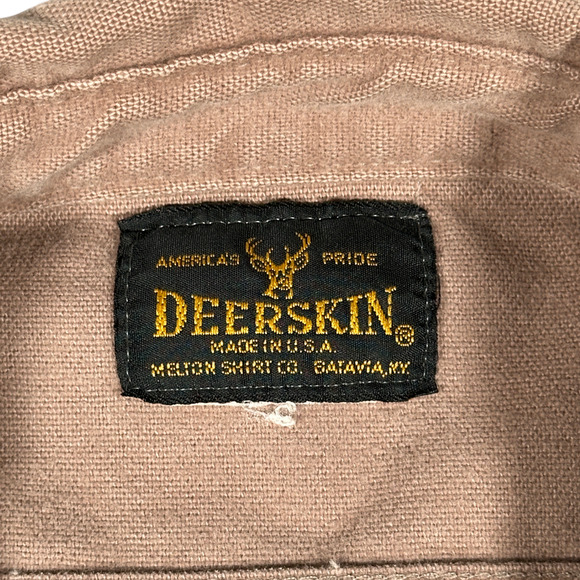 AMERICA'S PRIDE
DEERSKIN®
MADE IN U.S.A.
MELTON SHIRT CO. BATAVIA, NY.